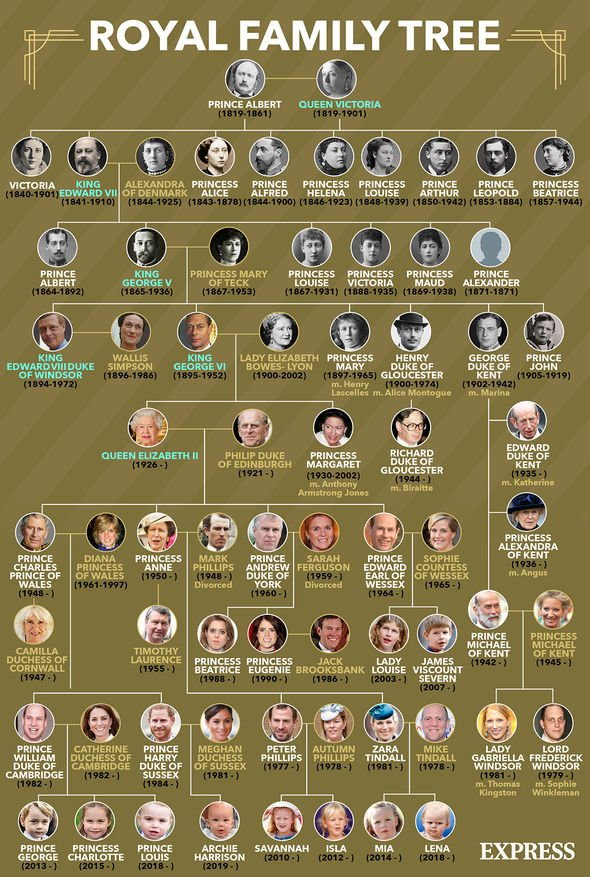 ROYAL FAMILY TREE
PRINCE ALBERT
(1819-1861)
QUEEN VICTORIA
(1819-1901)
VICTORIA
(1840-1901)
KING
EDWARD VII
(1841-1910)
ALEXANDRA
OF DENMARK
(1844-1925)
PRINCESS
ALICE
(1843-1878)
PRINCE
ALFRED
(1844-1900)
PRINCESS
HELENA
(1846-1923)
PRINCESS
LOUISE
(1848-1939)
PRINCE
ARTHUR
(1850-1942)
PRINCE
LEOPOLD
(1853-1884)
PRINCESS
BEATRICE
(1857-1944)
PRINCE
ALBERT
(1864-1892)
KING
GEORGE V
(1865-1936)
PRINCESS MARY
OF TECK
(1867-1953)
PRINCESS
LOUISE
(1867-1931)
PRINCESS
VICTORIA
(1888-1935)
PRINCESS
MAUD
(1869-1938)
PRINCE
ALEXANDER
(1871-1871)
KING
EDWARDVIIIDUKE
OF WINDSOR
(1894-1972)
WALLIS
SIMPSON
(1896-1986)
KING
GEORGE VI
(1895-1952)
LADY ELIZABETH
BOWES- LYON
(1900-2002)
PRINCESS
MARY
(1897-1965)
m. Henry
Lascelles
HENRY
DUKE OF
GLOUCESTER
(1900-1974)
m. Alice Montogue
GEORGE
DUKE OF
KENT
(1902-1942)
m. Marina
PRINCE
JOHN
(1905-1919)
QUEEN ELIZABETH II
(1926 - )
PHILIP DUKE
OF EDINBURGH
(1921 - )
PRINCESS
MARGARET
(1930-2002)
m. Anthony
Armstrong Jones
RICHARD
DUKE OF
GLOUCESTER
(1944 - )
m. Biraitte
EDWARD
DUKE OF
KENT
(1935 - )
m. Katherine
PRINCESS
ALEXANDRA
OF KENT
(1936 - )
m. Angus
PRINCE
CHARLES
PRINCE OF
WALES
(1948 - )
DIANA
PRINCESS
OF WALES
(1961-1997)
PRINCESS
ANNE
(1950 - )
MARK
PHILLIPS
(1948 - )
Divorced
PRINCE
ANDREW
DUKE OF
YORK
(1960 - )
SARAH
FERGUSON
(1959 - )
Divorced
PRINCE
EDWARD
EARL OF
WESSEX
(1964 - )
SOPHIE
COUNTESS
OF WESSEX
(1965 - )
CAMILLA
DUCHESS OF
CORNWALL
(1947 - )
TIMOTHY
LAURENCE
(1955 - )
PRINCESS
BEATRICE
(1988 - )
PRINCESS
EUGENIE
(1990 - )
JACK
BROOKSBANK
(1986 - )
LADY
LOUISE
(2003 - )
JAMES
VISCOUNT
SEVERN
(2007 - )
PRINCE
MICHAEL
OF KENT
(1942 - )
PRINCESS
MICHAEL
OF KENT
(1945 - )
PRINCE
WILLIAM
DUKE OF
CAMBRIDGE
(1982 - )
CATHERINE
DUCHESS OF
CAMBRIDGE
(1982 - )
PRINCE
HARRY
DUKE OF
SUSSEX
(1984 - )
MEGHAN
DUCHESS
OF SUSSEX
(1981 - )
PETER
PHILLIPS
(1977 - )
AUTUMN
PHILLIPS
(1978 - )
ZARA
TINDALL
(1981 - )
MIKE
TINDALL
(1978 - )
LADY
GABRIELLA
WINDSOR
(1981 - )
m. Thomas
Kingston
LORD
FREDERICK
WINDSOR
(1979 - )
m. Sophie
Winkleman
PRINCE
GEORGE
(2013 - )
PRINCESS
CHARLOTTE
(2015 - )
PRINCE
LOUIS
(2018 - )
ARCHIE
HARRISON
(2019 - )
SAVANNAH
(2010 - )
ISLA
(2012 - )
MIA
(2014 - )
LENA
(2018 - )
EXPRESS